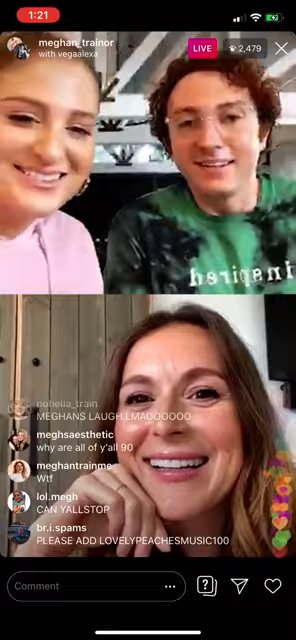 1:21
meghan_trainor
with vegaalexa
LIVE
2,479
inspired
nohelia_train
MEGHANS LAUGH LMAOOOOOO
meghsaesthetic
why are all of y'all 90
meghantrainme
Wtf
lol.megh
CAN YALLSTOP
br.i.spams
PLEASE ADD LOVELYPEACHESMUSIC100
Comment